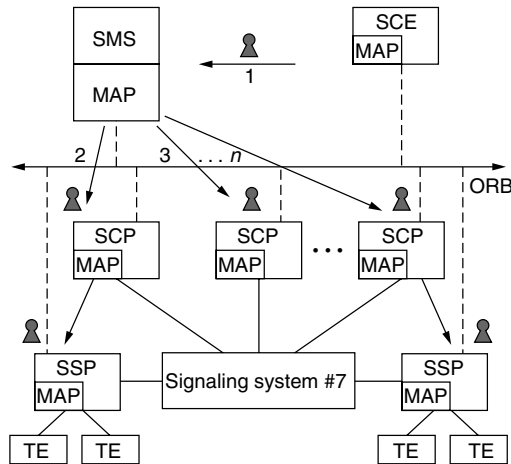 SMS
SCE
MAP
MAP
1
2
3
. . . n
ORB
SCP
SCP
SCP
MAP
MAP
. . .
MAP
SSP
SSP
Signaling system #7
MAP
MAP
TE
TE
TE
TE